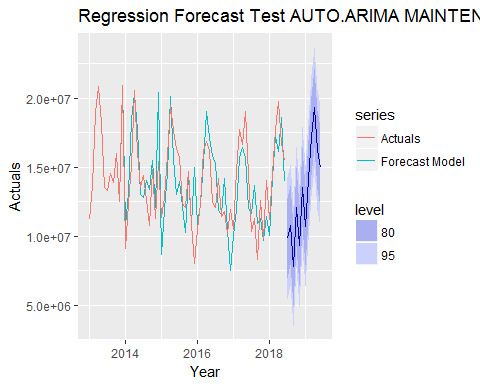 Regression Forecast Test AUTO.ARIMA MAINTEN
Actuals
2.0e+07
1.5e+07
1.0e+07
5.0e+06
2014 2016 2018
Year
series
Actuals
Forecast Model
level
80
95